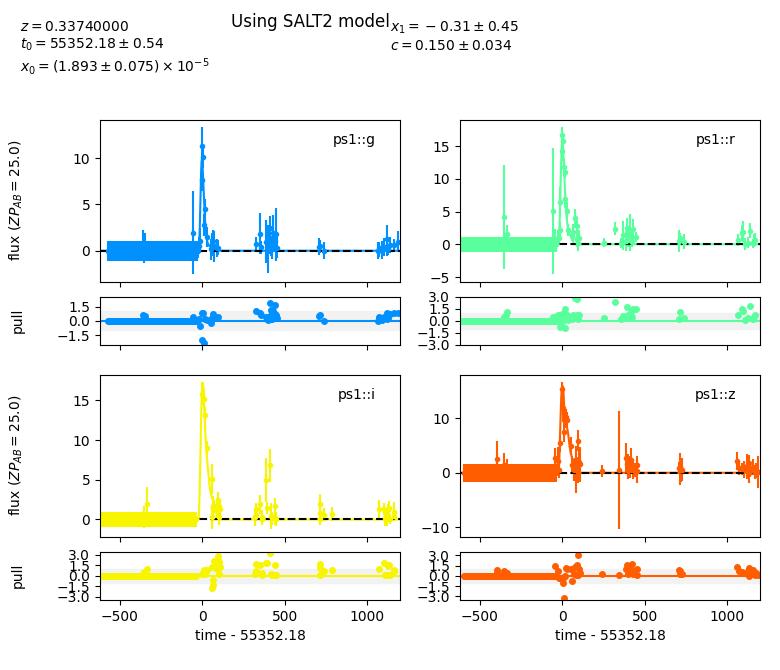 Using SALT2 model
z = 0.33740000
t0 = 55352.18 ± 0.54
x0 = (1.893 ± 0.075) × 10^-5
x1 = −0.31 ± 0.45
c = 0.150 ± 0.034
flux (ZP_AB = 25.0)
10
5
0
ps1::g
15
10
5
0
−5
ps1::r
pull
1.5
0.0
−1.5
3.0
1.5
0.0
−1.5
−3.0
flux (ZP_AB = 25.0)
15
10
5
0
ps1::i
10
0
−10
ps1::z
pull
3.0
1.5
0.0
−1.5
−3.0
3.0
1.5
0.0
−1.5
−3.0
−500 0 500 1000
−500 0 500 1000
time - 55352.18
time - 55352.18